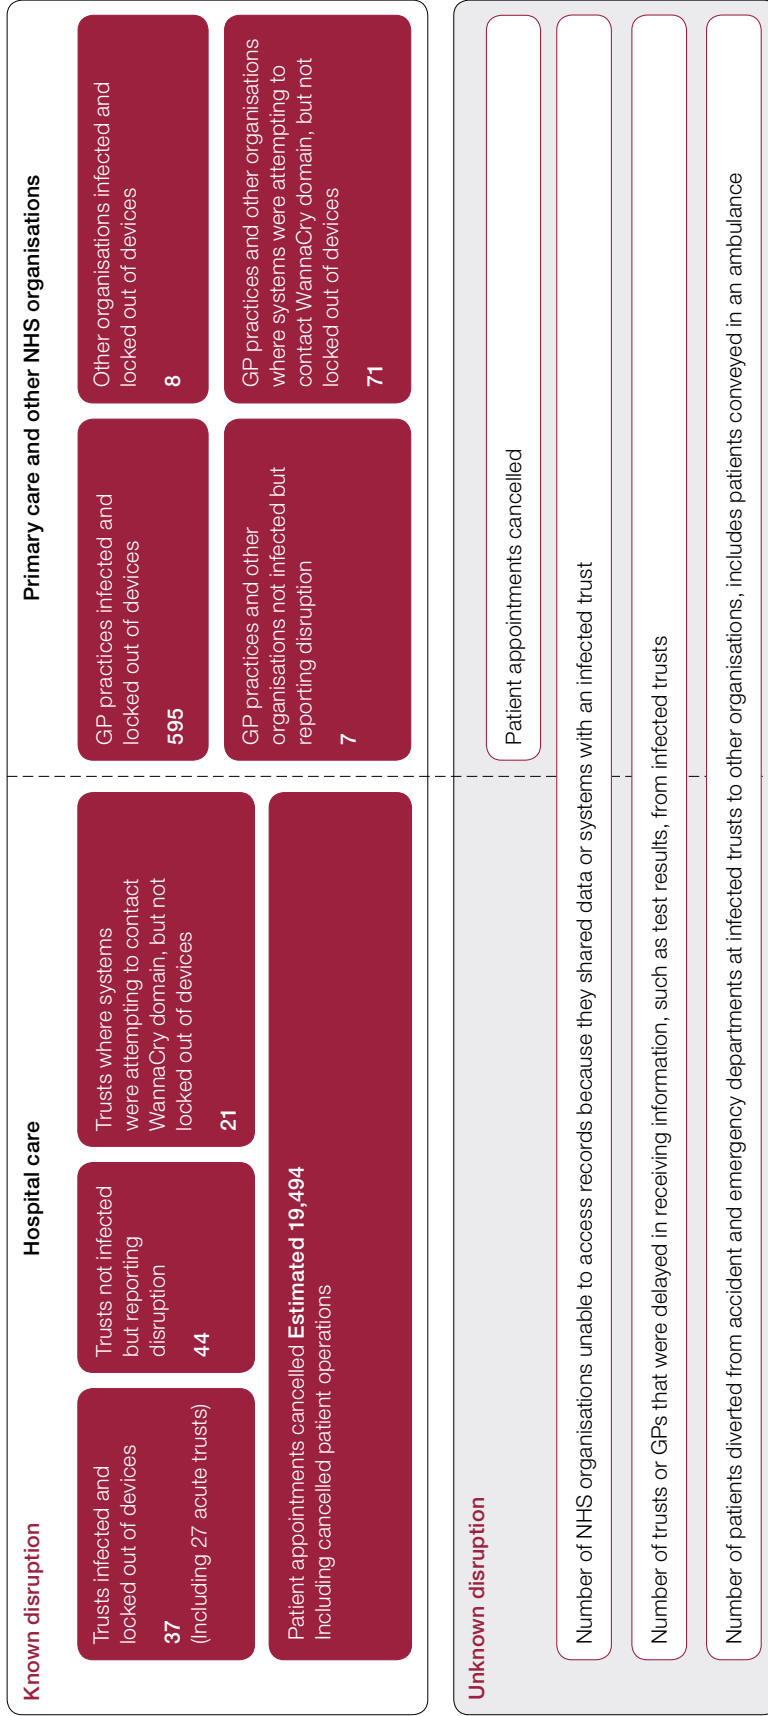 Known disruption
Hospital care
Primary care and other NHS organisations
Trusts infected and
locked out of devices
37
(Including 27 acute trusts)
Trusts not infected
but reporting
disruption
44
Trusts where systems
were attempting to contact
WannaCry domain, but not
locked out of devices
21
Patient appointments cancelled Estimated 19,494
Including cancelled patient operations
GP practices infected and
locked out of devices
595
Other organisations infected and
locked out of devices
8
GP practices and other
organisations not infected but
reporting disruption
7
GP practices and other organisations
where systems were attempting to
contact WannaCry domain, but not
locked out of devices
71
Unknown disruption
Patient appointments cancelled
Number of NHS organisations unable to access records because they shared data or systems with an infected trust
Number of trusts or GPs that were delayed in receiving information, such as test results, from infected trusts
Number of patients diverted from accident and emergency departments at infected trusts to other organisations, includes patients conveyed in an ambulance